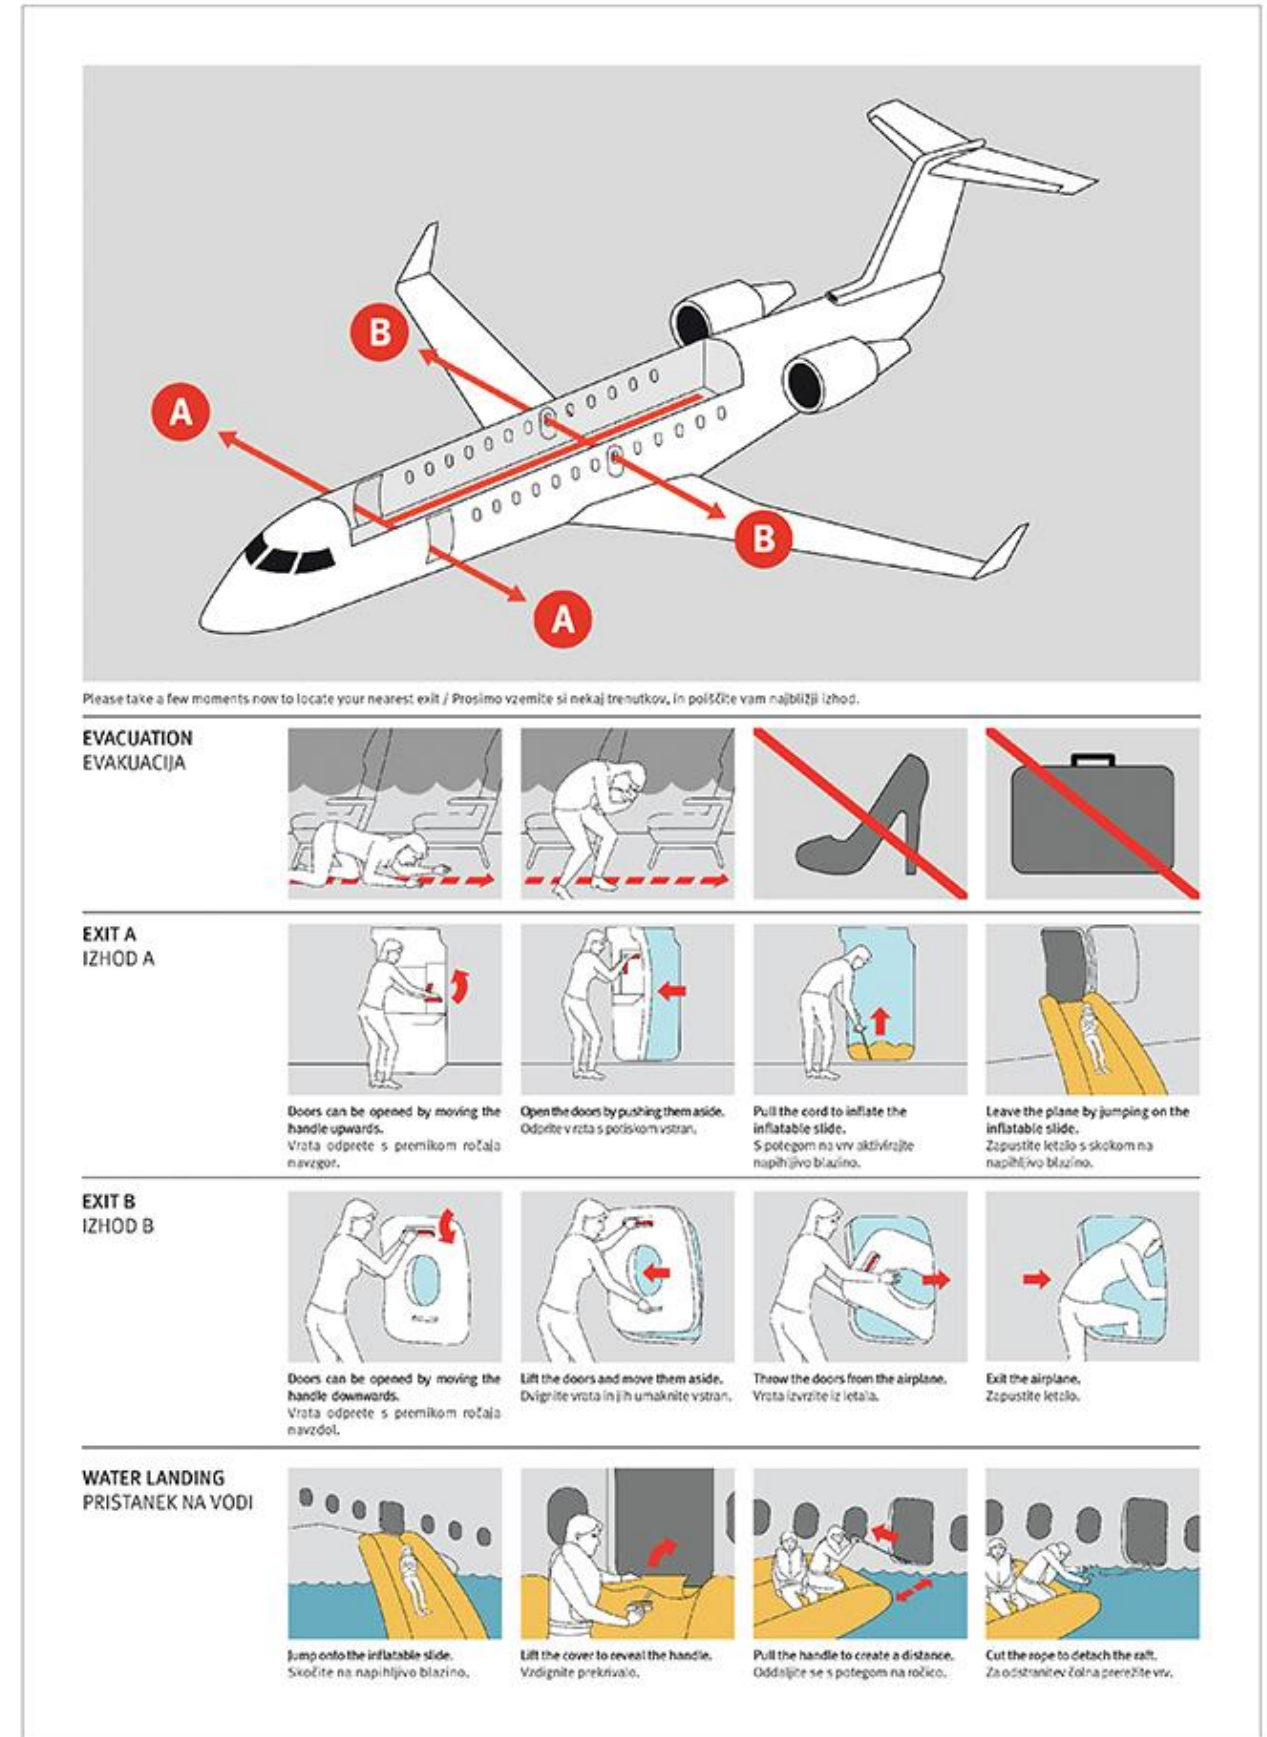 B
A
B
A
Please take a few moments now to locate your nearest exit / Prosimo vzemite si nekaj trenutkov, in poiščite vam najbližji izhod.
EVACUATION
EVAKUACIJA
EXIT A
IZHOD A
Doors can be opened by moving the
handle upwards.
Vrata odprete s premikom ročaja
navzgor.
Open the doors by pushing them aside.
Odprite vrata s potiskom vstran.
Pull the cord to inflate the
inflatable slide.
S potegom na vrv aktivirajte
napihljivo blazino.
Leave the plane by jumping on the
inflatable slide.
Zapustite letalo s skokom na
napihljivo blazino.
EXIT B
IZHOD B
Doors can be opened by moving the
handle downwards.
Vrata odprete s premikom ročaja
navzdol.
Lift the doors and move them aside.
Dvignite vrata in jih umaknite vstran.
Throw the doors from the airplane.
Vrata izvrzite iz letala.
Exit the airplane.
Zapustite letalo.
WATER LANDING
PRISTANEK NA VODI
Jump onto the inflatable slide.
Skočite na napihljivo blazino.
Lift the cover to reveal the handle.
Vzdignite prekrivalo.
Pull the handle to create a distance.
Oddaljite se s potegom na ročico.
Cut the rope to detach the raft.
Za odstranitev čolna prerežite vrv.